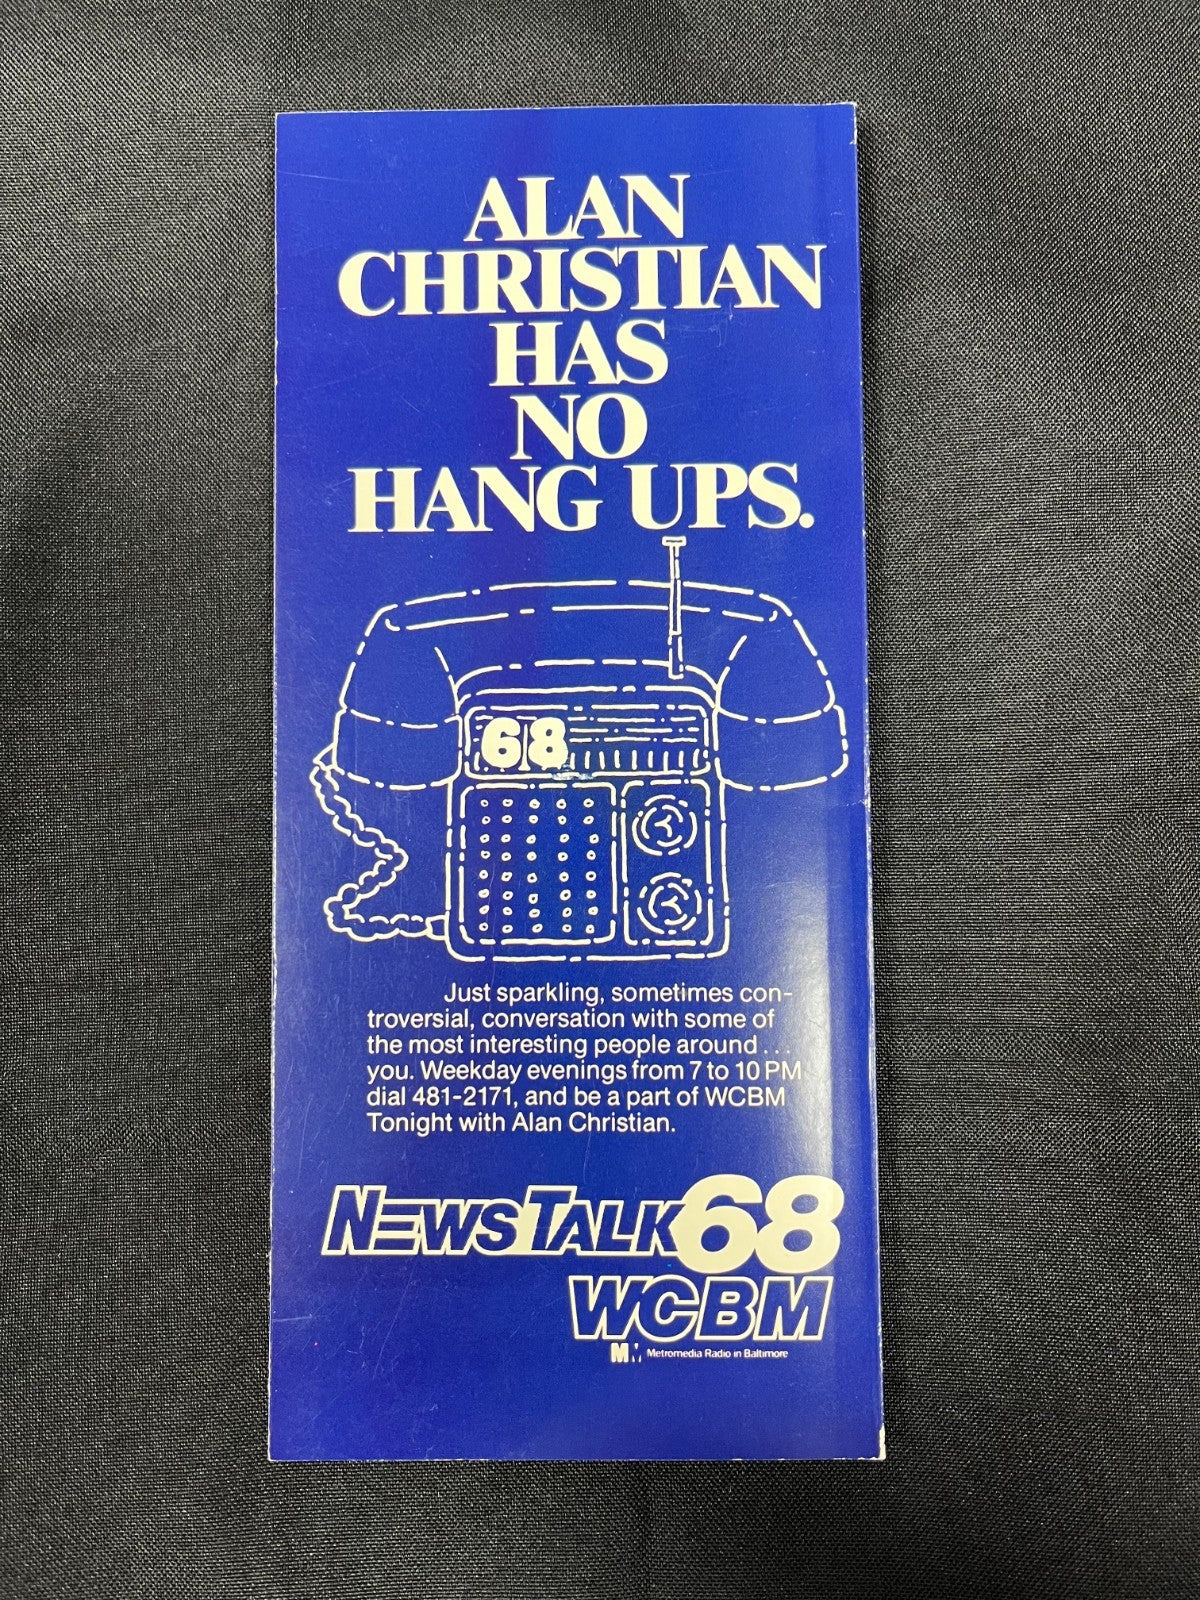 ALAN
CHRISTIAN
HAS
NO
HANG UPS.
68
Just sparkling, sometimes con-
troversial, conversation with some of
the most interesting people around...
you. Weekday evenings from 7 to 10 PM
dial 481-2171, and be a part of WCBM
Tonight with Alan Christian.
NEWSTALK68
WCBM
M Metromedia Radio in Baltimore